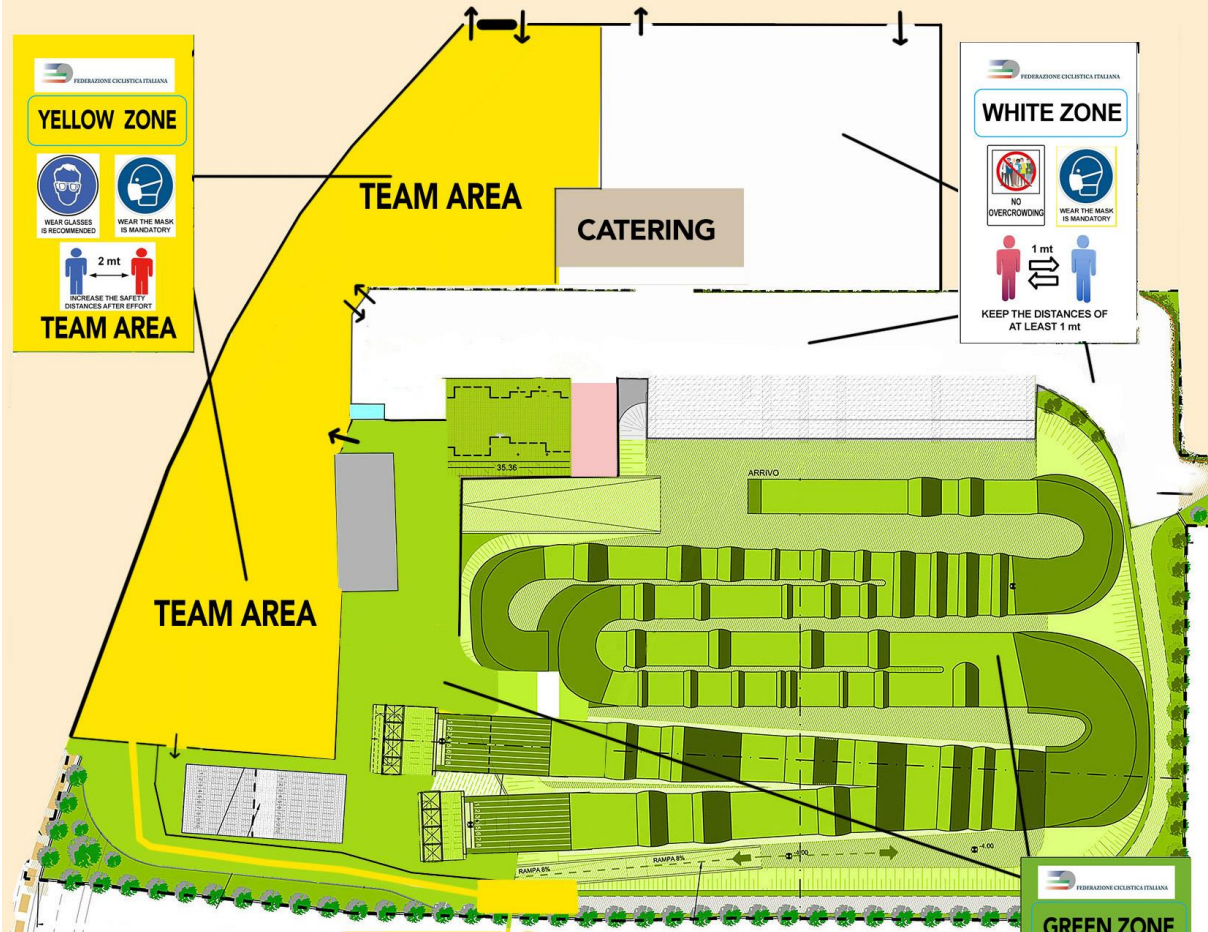 FEDERAZIONE CICLISTICA ITALIANA
YELLOW ZONE
WEAR GLASSES
IS RECOMMENDED
WEAR THE MASK
IS MANDATORY
2 mt
INCREASE THE SAFETY
DISTANCES AFTER EFFORT
TEAM AREA
TEAM AREA
CATERING
FEDERAZIONE CICLISTICA ITALIANA
WHITE ZONE
NO
OVERCROWDING
WEAR THE MASK
IS MANDATORY
1 mt
KEEP THE DISTANCES OF
AT LEAST 1 mt
35.36
ARRIVO
TEAM AREA
RAMPA 8%
RAMPA 8%
-4.00
FEDERAZIONE CICLISTICA ITALIANA
GREEN ZONE